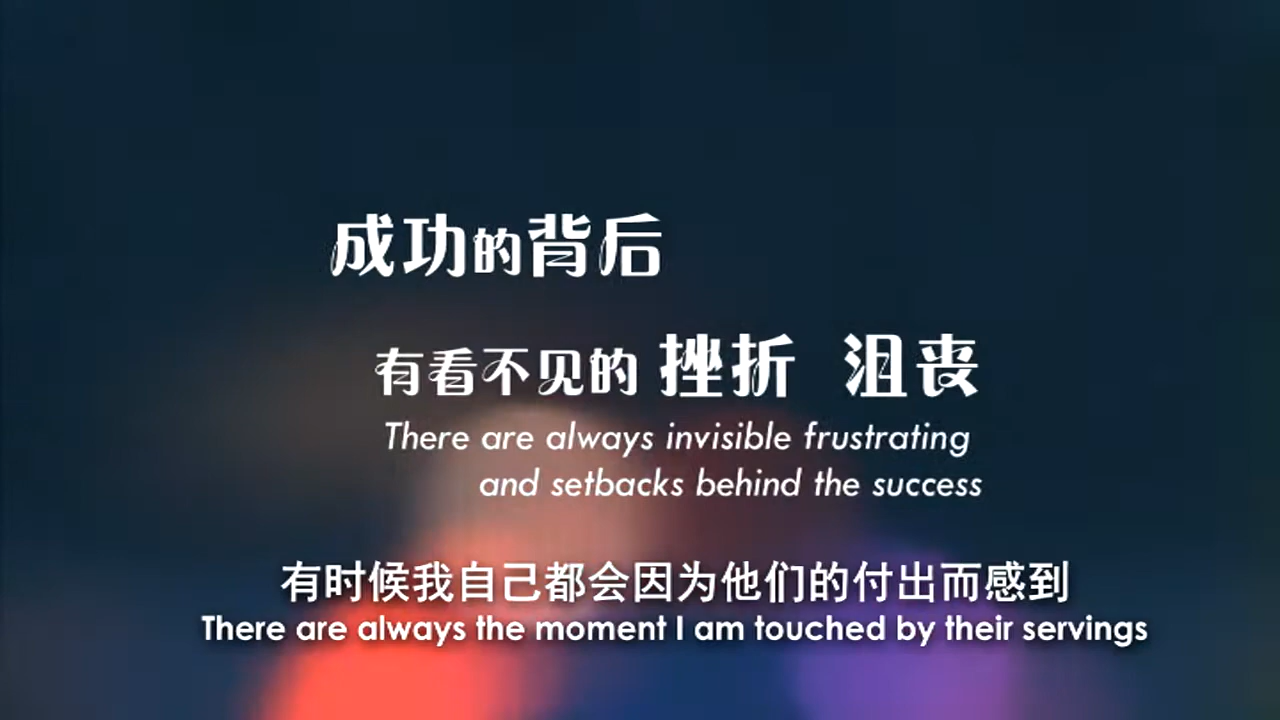 成功的背后
有看不见的 挫折 沮丧
There are always invisible frustrating
and setbacks behind the success
有时候我自己都会因为他们的付出而感到
There are always the moment I am touched by their servings